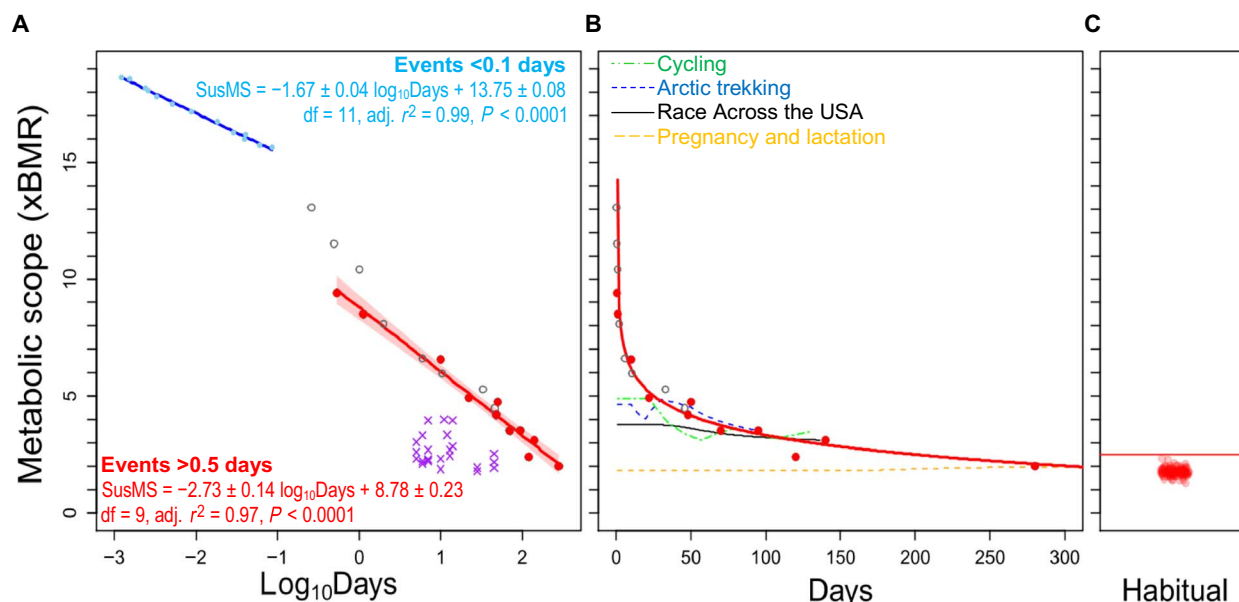 A
B
C
Metabolic scope (xBMR)
15
10
5
0
Events <0.1 days
SusMS = −1.67 ± 0.04 log₁₀Days + 13.75 ± 0.08
df = 11, adj. r² = 0.99, P < 0.0001
Events >0.5 days
SusMS = −2.73 ± 0.14 log₁₀Days + 8.78 ± 0.23
df = 9, adj. r² = 0.97, P < 0.0001
−3 −2 −1 0 1 2
Log₁₀Days
Cycling
Arctic trekking
Race Across the USA
Pregnancy and lactation
0 50 100 150 200 250 300
Days
Habitual